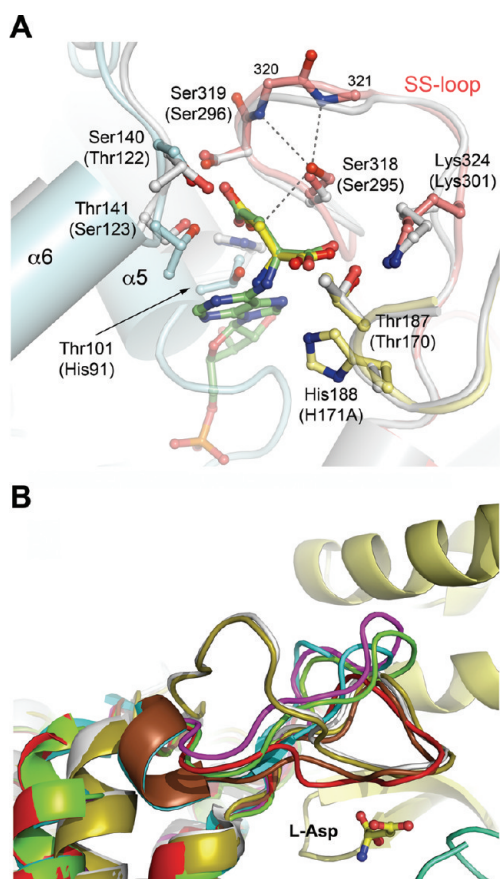 A
320
321
SS-loop
Ser319
(Ser296)
Ser140
(Thr122)
Ser318
(Ser295)
Lys324
(Lys301)
Thr141
(Ser123)
α6
α5
Thr101
(His91)
Thr187
(Thr170)
His188
(H171A)
B
L-Asp